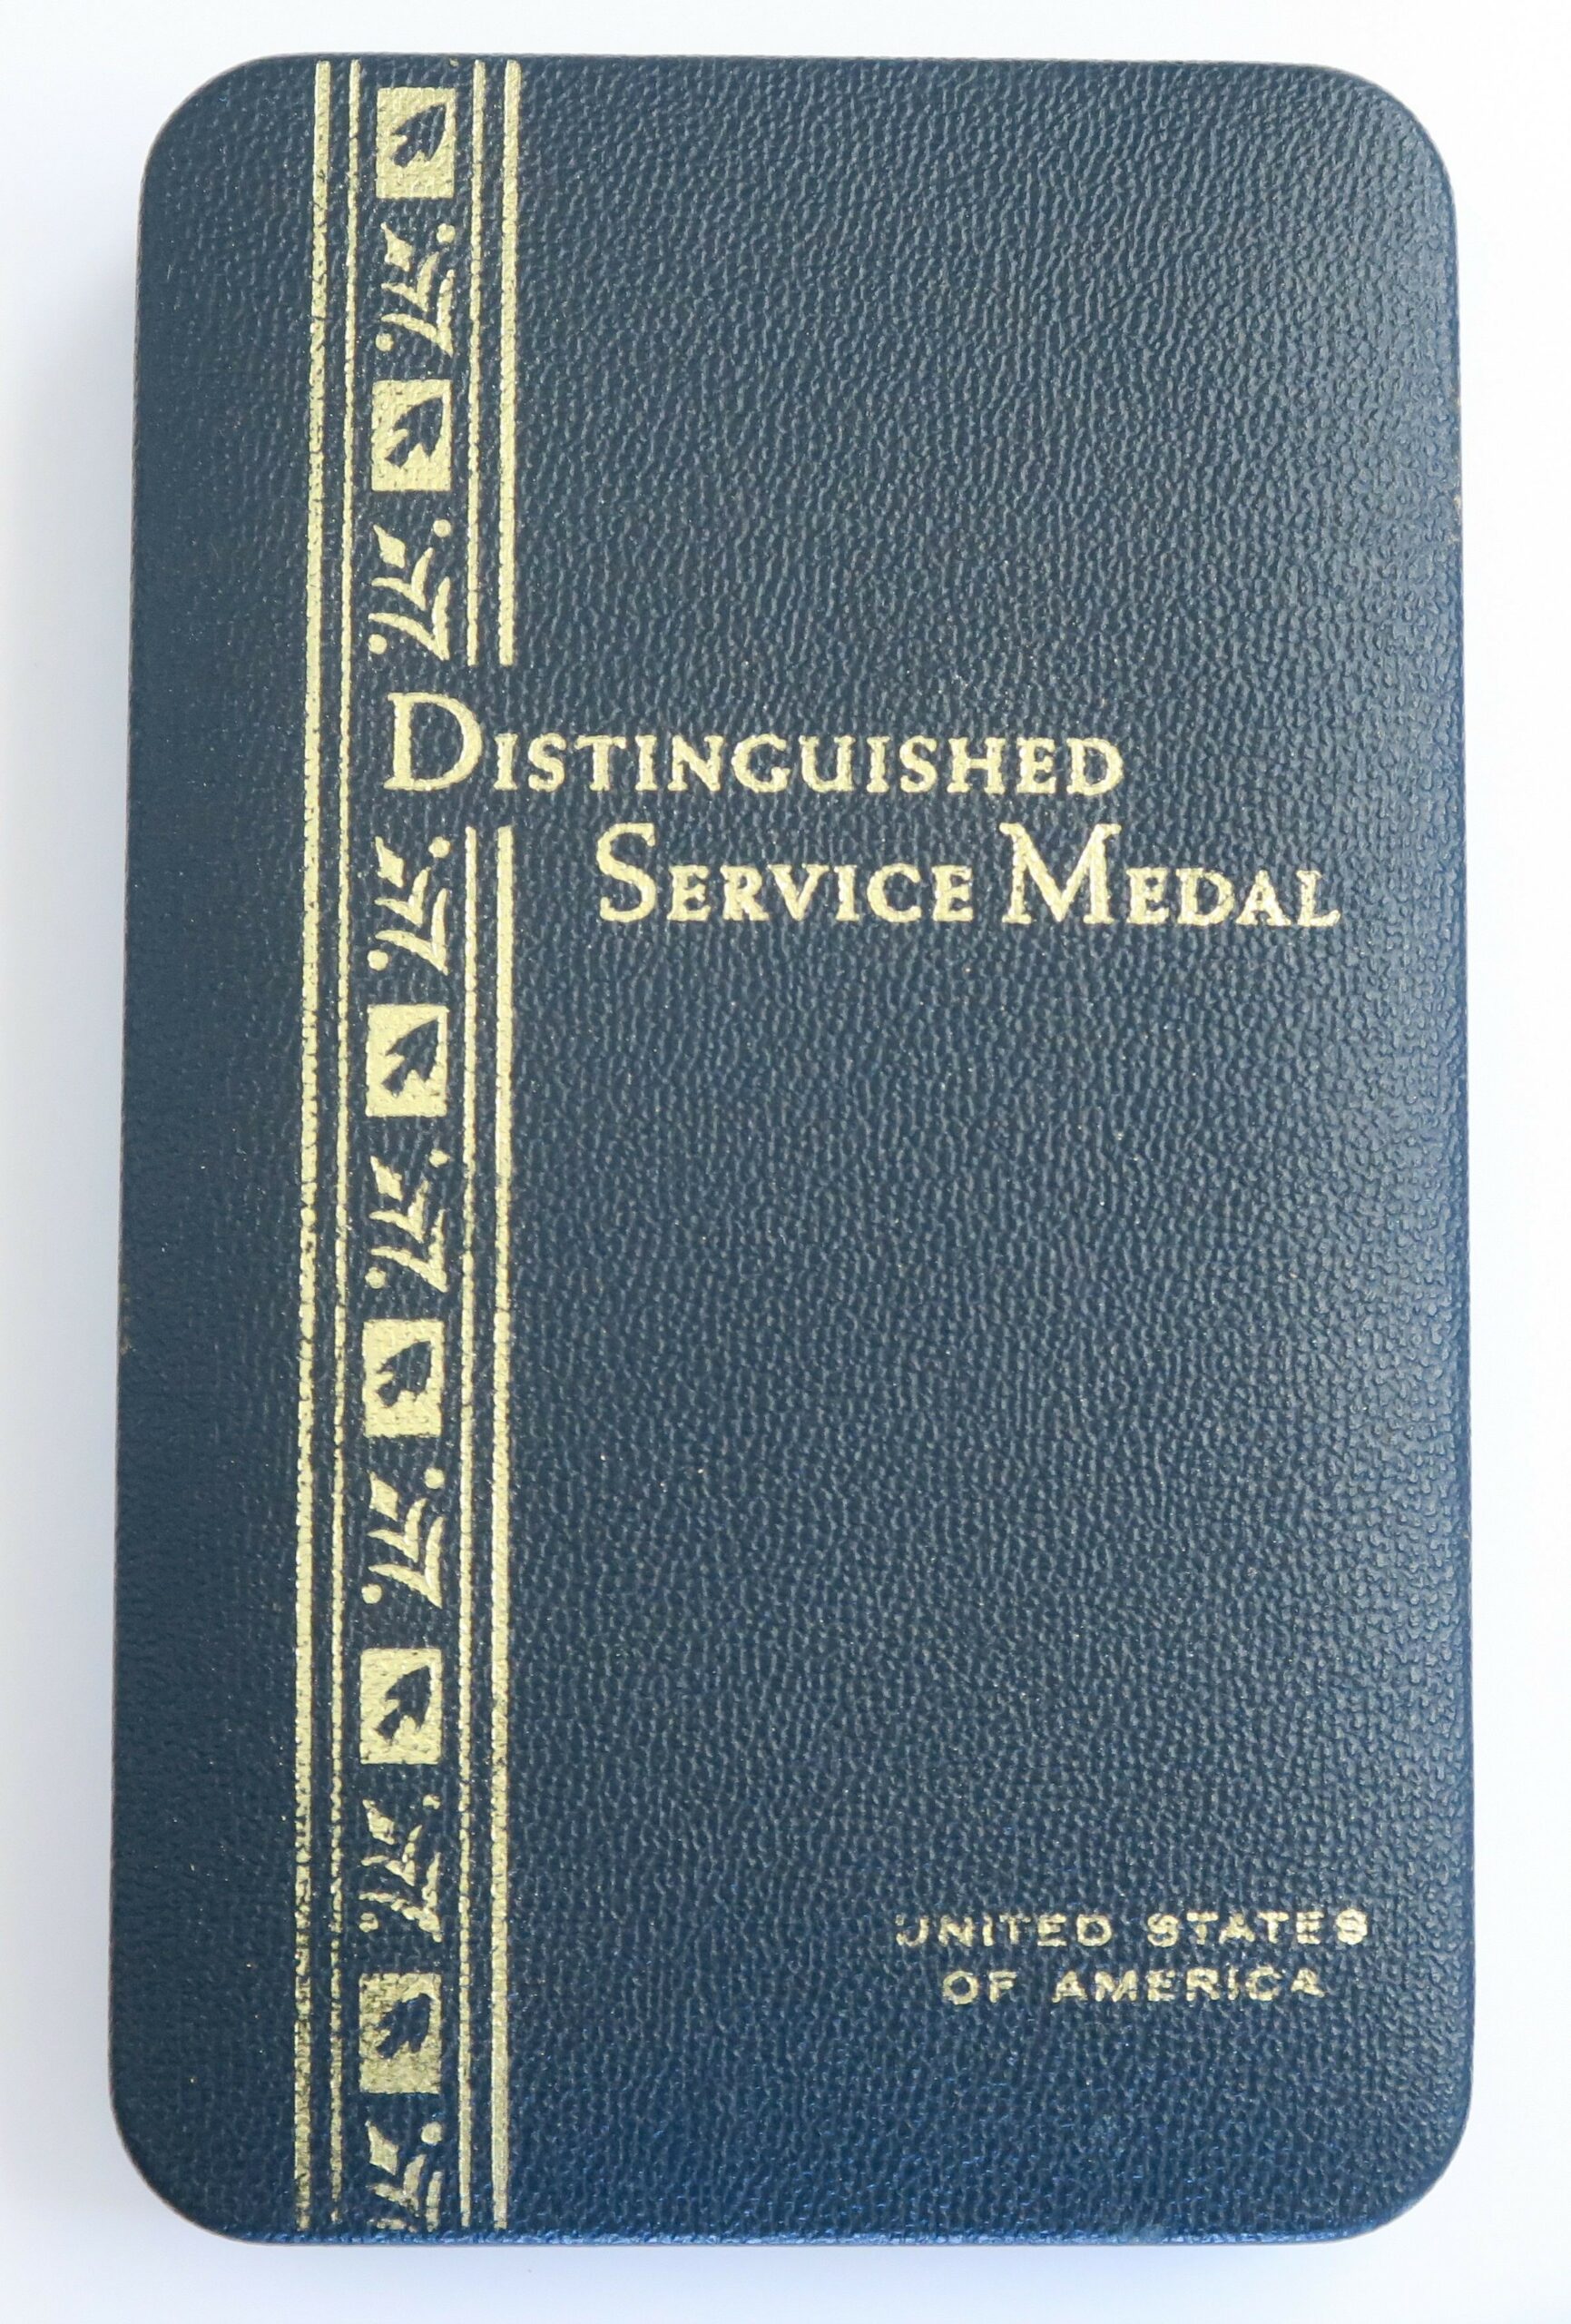 DISTINGUISHED
SERVICE MEDAL
UNITED STATES
OF AMERICA